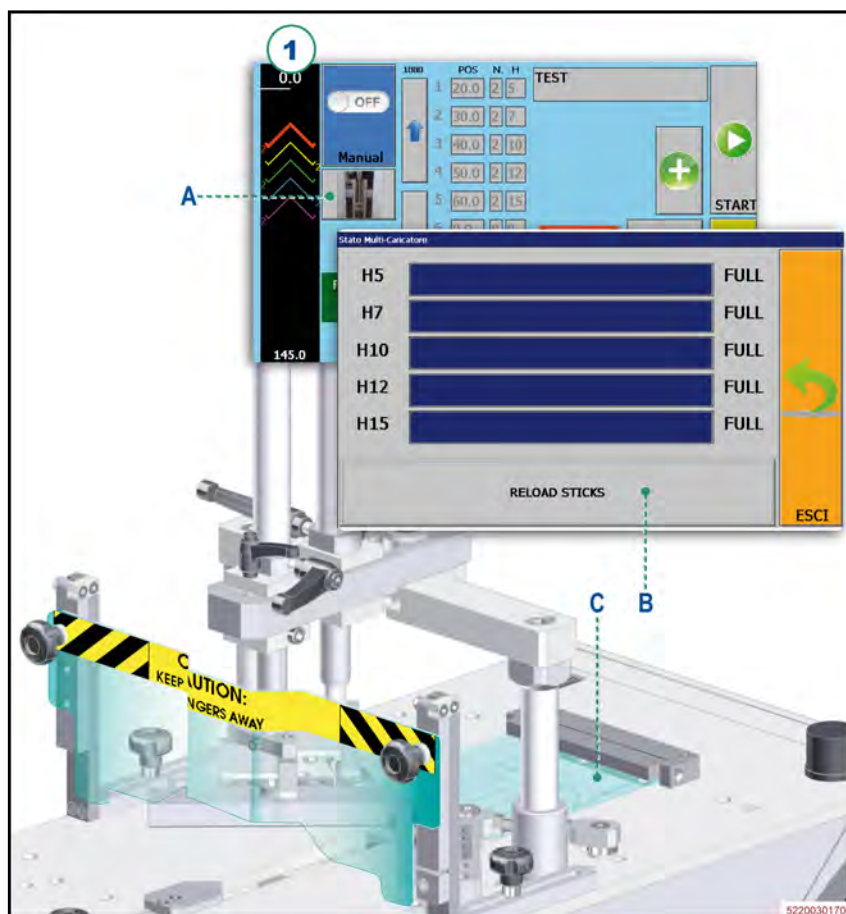 1
0.0
OFF
Manual
1000
POS N. H
1 20.0 2 5
2 30.0 2 7
3 40.0 2 10
4 50.0 2 12
5 60.0 2 15
TEST
START
A
Stato Multi-Caricatore
H5 FULL
H7 FULL
H10 FULL
H12 FULL
H15 FULL
RELOAD STICKS
ESCI
145.0
B
C
C UTION:
KEEP NGERS AWAY
5220030170